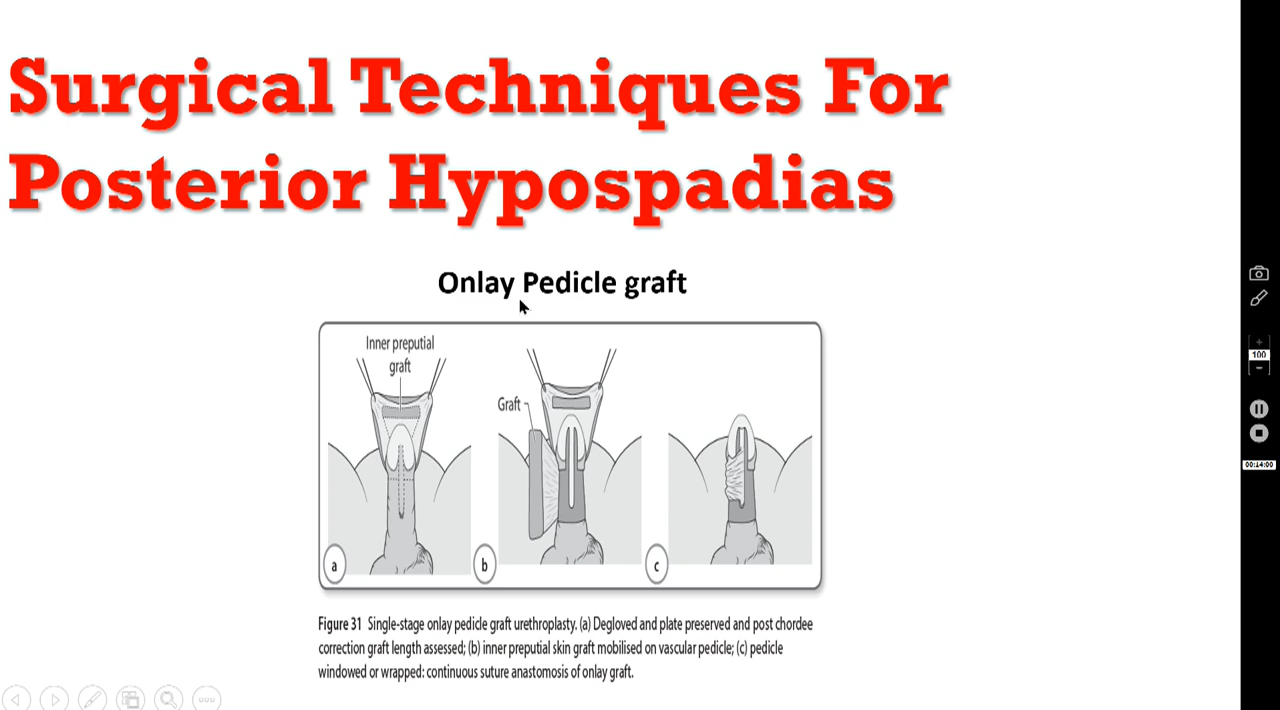 Surgical Techniques For
Posterior Hypospadias
Onlay Pedicle graft
Inner preputial
graft
Graft
a
b
c
Figure 31 Single-stage onlay pedicle graft urethroplasty. (a) Degloved and plate preserved and post chordee
correction graft length assessed; (b) inner preputial skin graft mobilised on vascular pedicle; (c) pedicle
windowed or wrapped: continuous suture anastomosis of onlay graft.
100
00:14:00